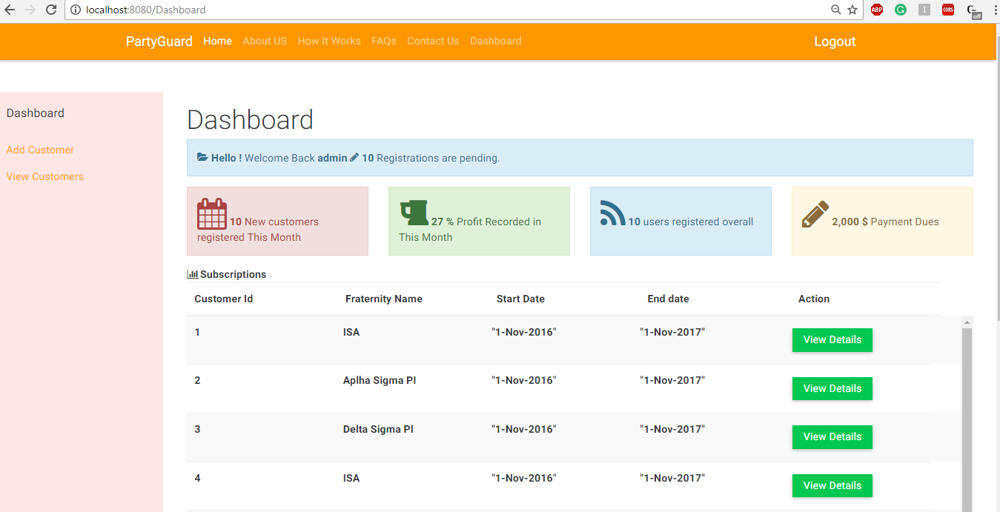 localhost:8080/Dashboard
ABP
G
I
CORS
C
off
PartyGuard Home About US How It Works FAQs Contact Us Dashboard Logout
Dashboard
Add Customer
View Customers
Dashboard
Hello ! Welcome Back admin 10 Registrations are pending.
10 New customers
registered This Month
27 % Profit Recorded in
This Month
10 users registered overall
2,000 $ Payment Dues
Subscriptions
Customer Id Fraternity Name Start Date End date Action
1 ISA "1-Nov-2016" "1-Nov-2017" View Details
2 Aplha Sigma PI "1-Nov-2016" "1-Nov-2017" View Details
3 Delta Sigma PI "1-Nov-2016" "1-Nov-2017" View Details
4 ISA "1-Nov-2016" "1-Nov-2017" View Details